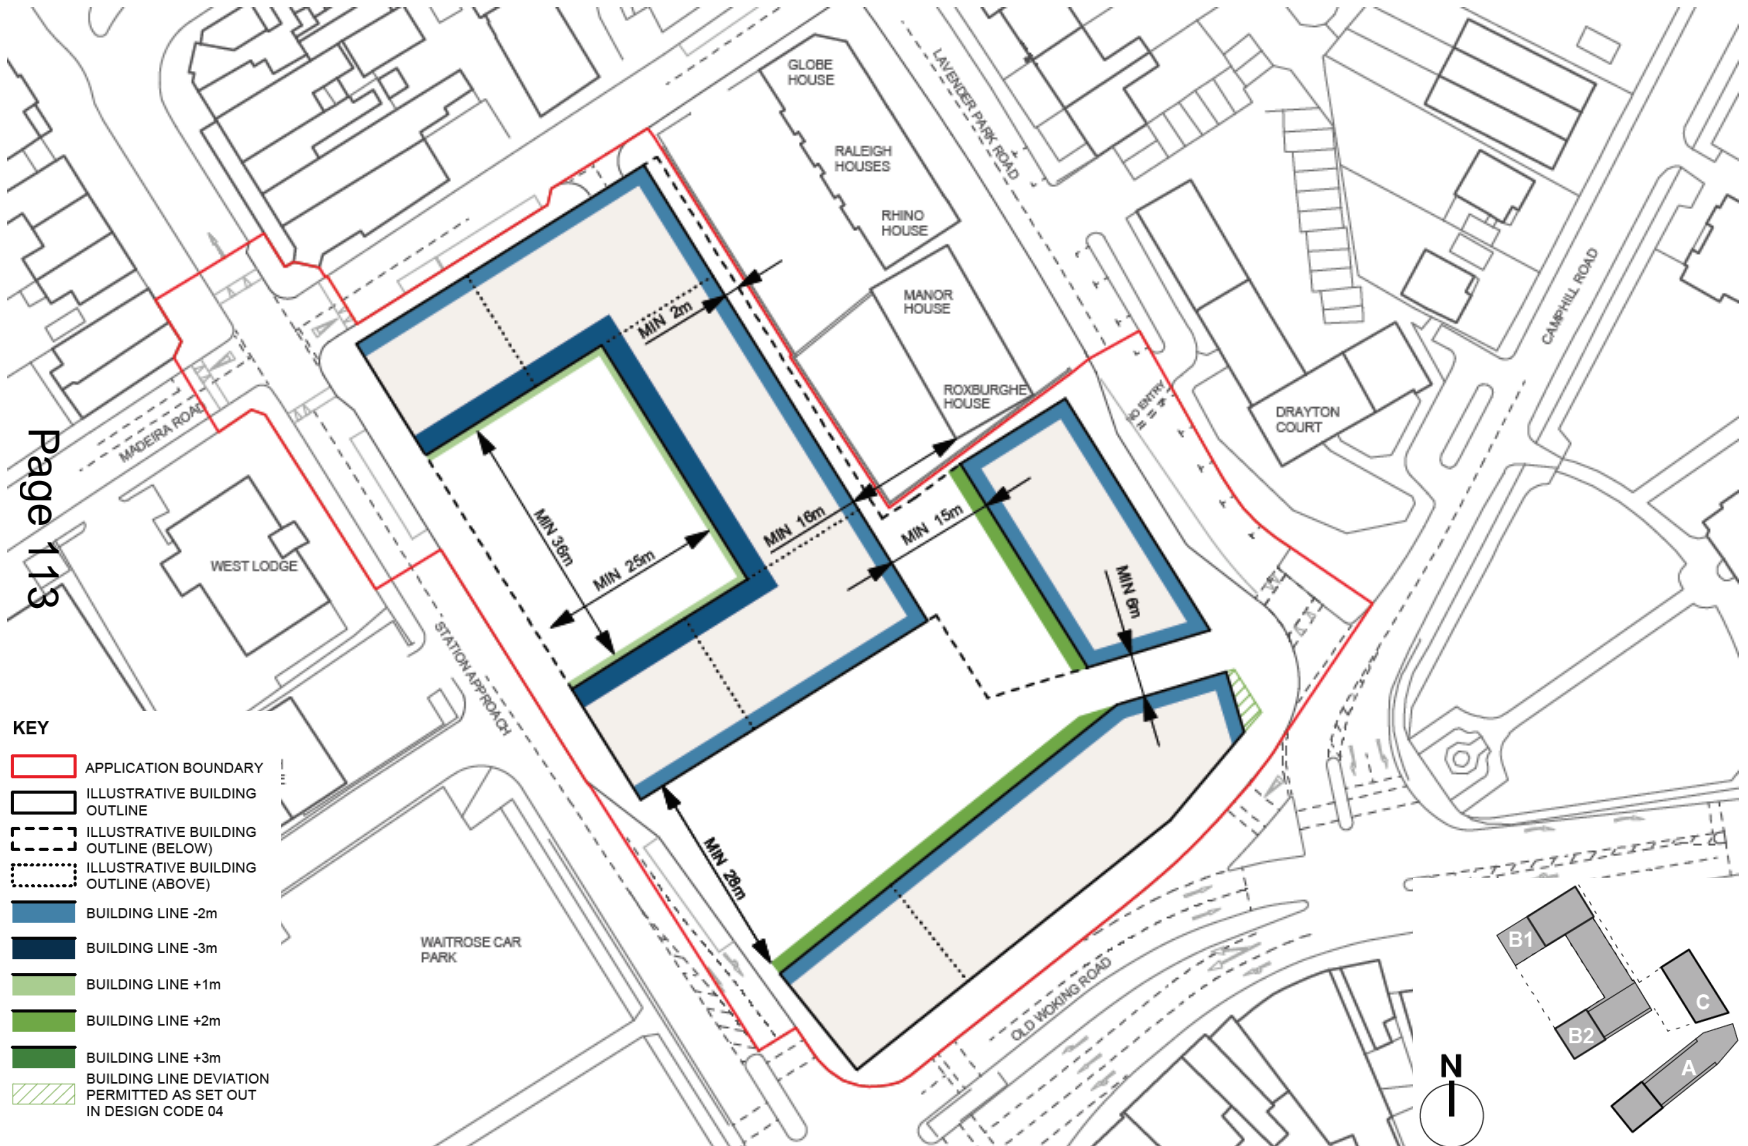 GLOBE
HOUSE
RALEIGH
HOUSES
RHINO
HOUSE
MANOR
HOUSE
ROXBURGHE
HOUSE
LAVENDER PARK ROAD
NO ENTRY
DRAYTON
COURT
CAMPHILL ROAD
MADEIRA ROAD
WEST LODGE
STATION APPROACH
WAITROSE CAR
PARK
OLD WOKING ROAD
MIN 2m
MIN 36m
MIN 25m
MIN 16m
MIN 15m
MIN 6m
MIN 28m
Page 113
KEY
APPLICATION BOUNDARY
ILLUSTRATIVE BUILDING
OUTLINE
ILLUSTRATIVE BUILDING
OUTLINE (BELOW)
ILLUSTRATIVE BUILDING
OUTLINE (ABOVE)
BUILDING LINE -2m
BUILDING LINE -3m
BUILDING LINE +1m
BUILDING LINE +2m
BUILDING LINE +3m
BUILDING LINE DEVIATION
PERMITTED AS SET OUT
IN DESIGN CODE 04
B1
B2
C
A
N